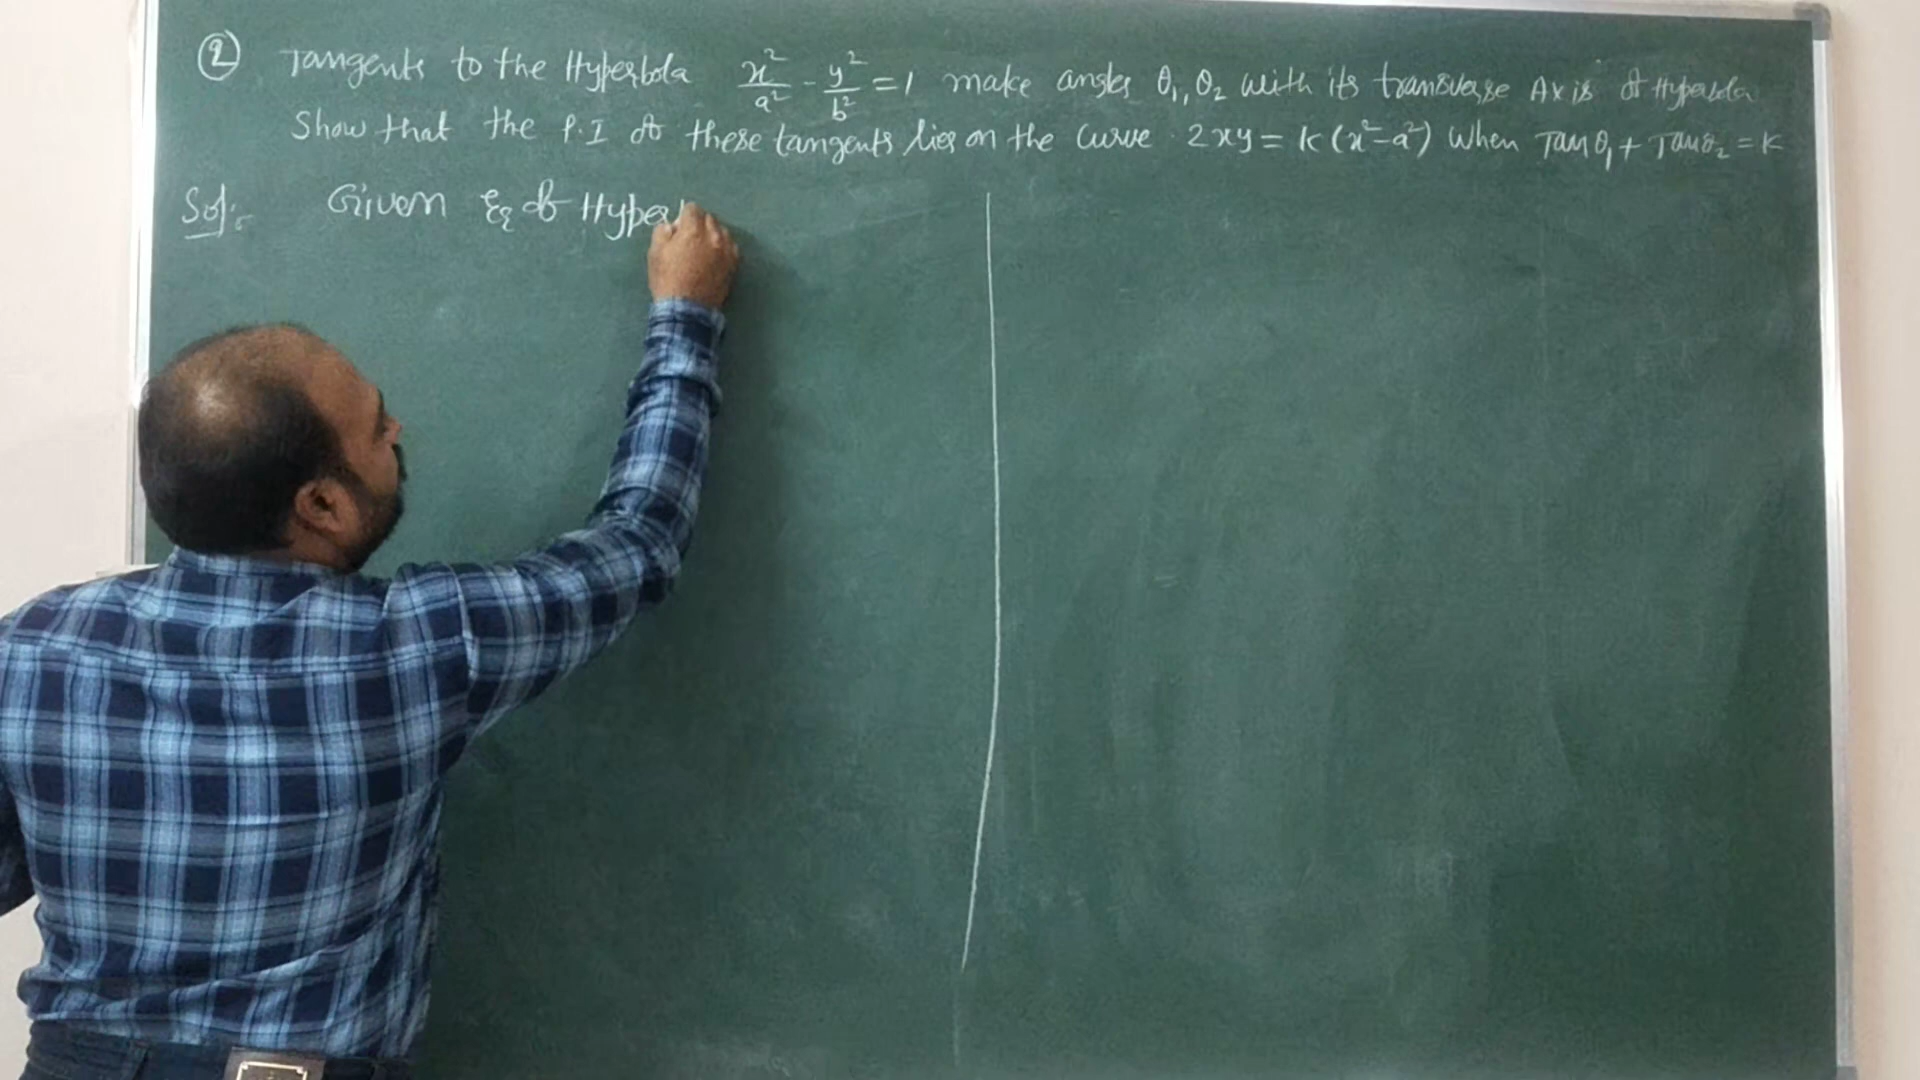 ② Tangents to the Hyperbola x²/a² - y²/b² = 1 make angles θ₁, θ₂ with its transverse Axis of Hyperbola
Show that the P.I of these tangents lies on the curve 2xy = k(x²-a²) when Tanθ₁ + Tanθ₂ = k
Sol:- Given Eq of Hyperb